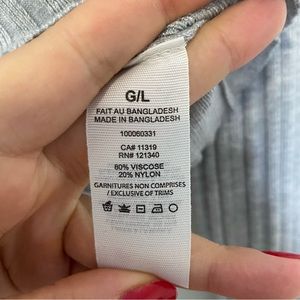 G/L
FAIT AU BANGLADESH
MADE IN BANGLADESH
100060331
CA# 11319
RN# 121340
80% VISCOSE
20% NYLON
GARNITURES NON COMPRISES
/ EXCLUSIVE OF TRIMS